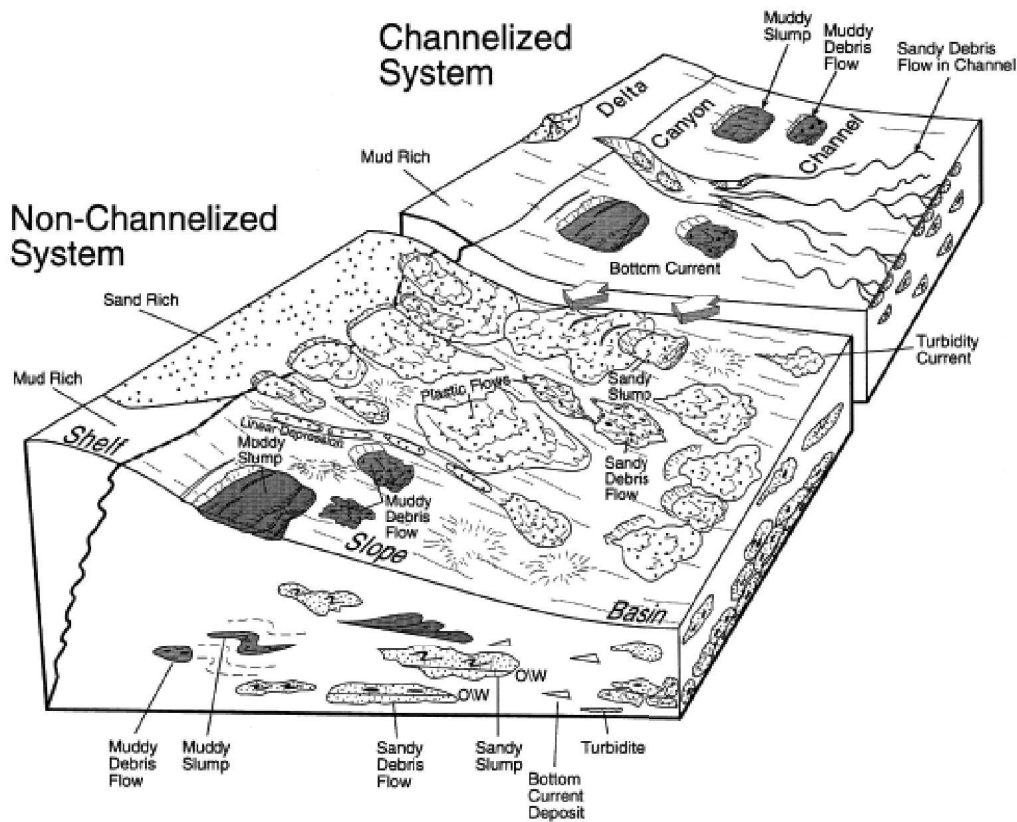 Channelized
System
Muddy
Slump
Muddy
Debris
Flow
Sandy Debris
Flow in Channel
Delta
Canyon
Channel
Mud Rich
Bottom Current
Turbidity
Current
Non-Channelized
System
Sand Rich
Mud Rich
Shelf
Plastic Flows
Sandy
Slump
Linear Depression
Muddy
Slump
Muddy
Debris
Flow
Sandy
Debris
Flow
Slope
Basin
O\W
O\W
Muddy
Debris
Flow
Muddy
Slump
Sandy
Debris
Flow
Sandy
Slump
Bottom
Current
Deposit
Turbidite